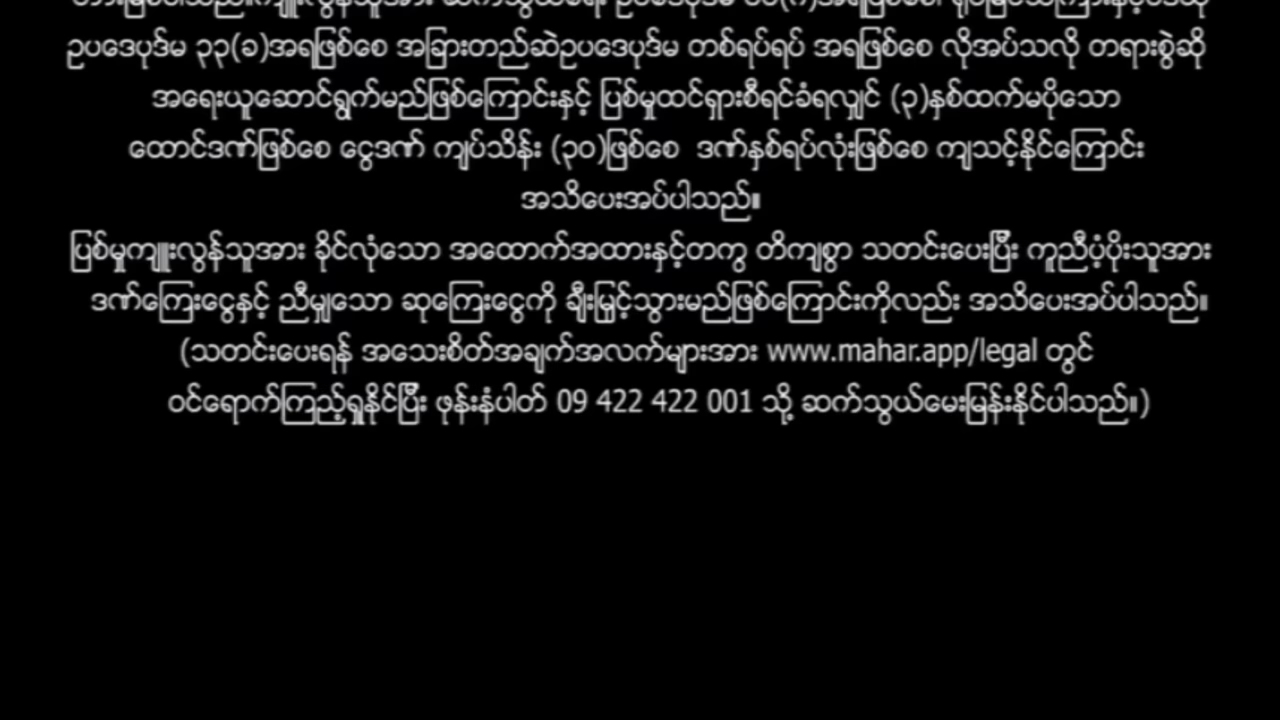 ဥပဒေပုဒ်မ ၃၃(ခ)အရဖြစ်စေ အခြားတည်ဆဲဥပဒေပုဒ်မ တစ်ရပ်ရပ် အရဖြစ်စေ လိုအပ်သလို တရားစွဲဆို
အရေးယူဆောင်ရွက်မည်ဖြစ်ကြောင်းနှင့် ပြစ်မှုထင်ရှားစီရင်ခံရလျှင် (၃)နှစ်ထက်မပိုသော
ထောင်ဒဏ်ဖြစ်စေ ငွေဒဏ် ကျပ်သိန်း (၃၀)ဖြစ်စေ ဒဏ်နှစ်ရပ်လုံးဖြစ်စေ ကျသင့်နိုင်ကြောင်း
အသိပေးအပ်ပါသည်။
ပြစ်မှုကျူးလွန်သူအား ခိုင်လုံသော အထောက်အထားနှင့်တကွ တိကျစွာ သတင်းပေးပြီး ကူညီပံ့ပိုးသူအား
ဒဏ်ကြေးငွေနှင့် ညီမျှသော ဆုကြေးငွေကို ချီးမြှင့်သွားမည်ဖြစ်ကြောင်းကိုလည်း အသိပေးအပ်ပါသည်။
(သတင်းပေးရန် အသေးစိတ်အချက်အလက်များအား www.mahar.app/legal တွင်
ဝင်ရောက်ကြည့်ရှုနိုင်ပြီး ဖုန်းနံပါတ် 09 422 422 001 သို့ ဆက်သွယ်မေးမြန်းနိုင်ပါသည်။)